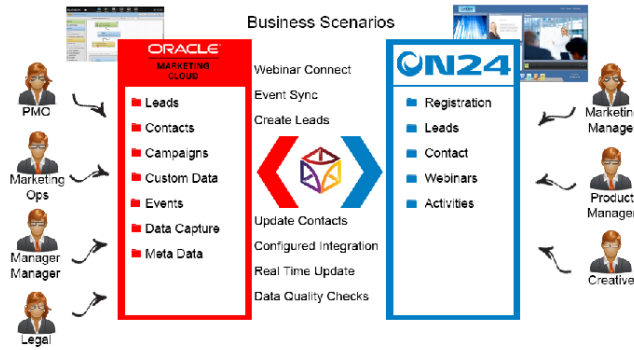 Business Scenarios
ORACLE
MARKETING
CLOUD
Leads
Contacts
Campaigns
Custom Data
Events
Data Capture
Meta Data
Webinar Connect
Event Sync
Create Leads
Update Contacts
Configured Integration
Real Time Update
Data Quality Checks
ON24
Registration
Leads
Contact
Webinars
Activities
PMO
Marketing
Ops
Manager
Manager
Legal
Marketin
Manage
Product
Manager
Creative